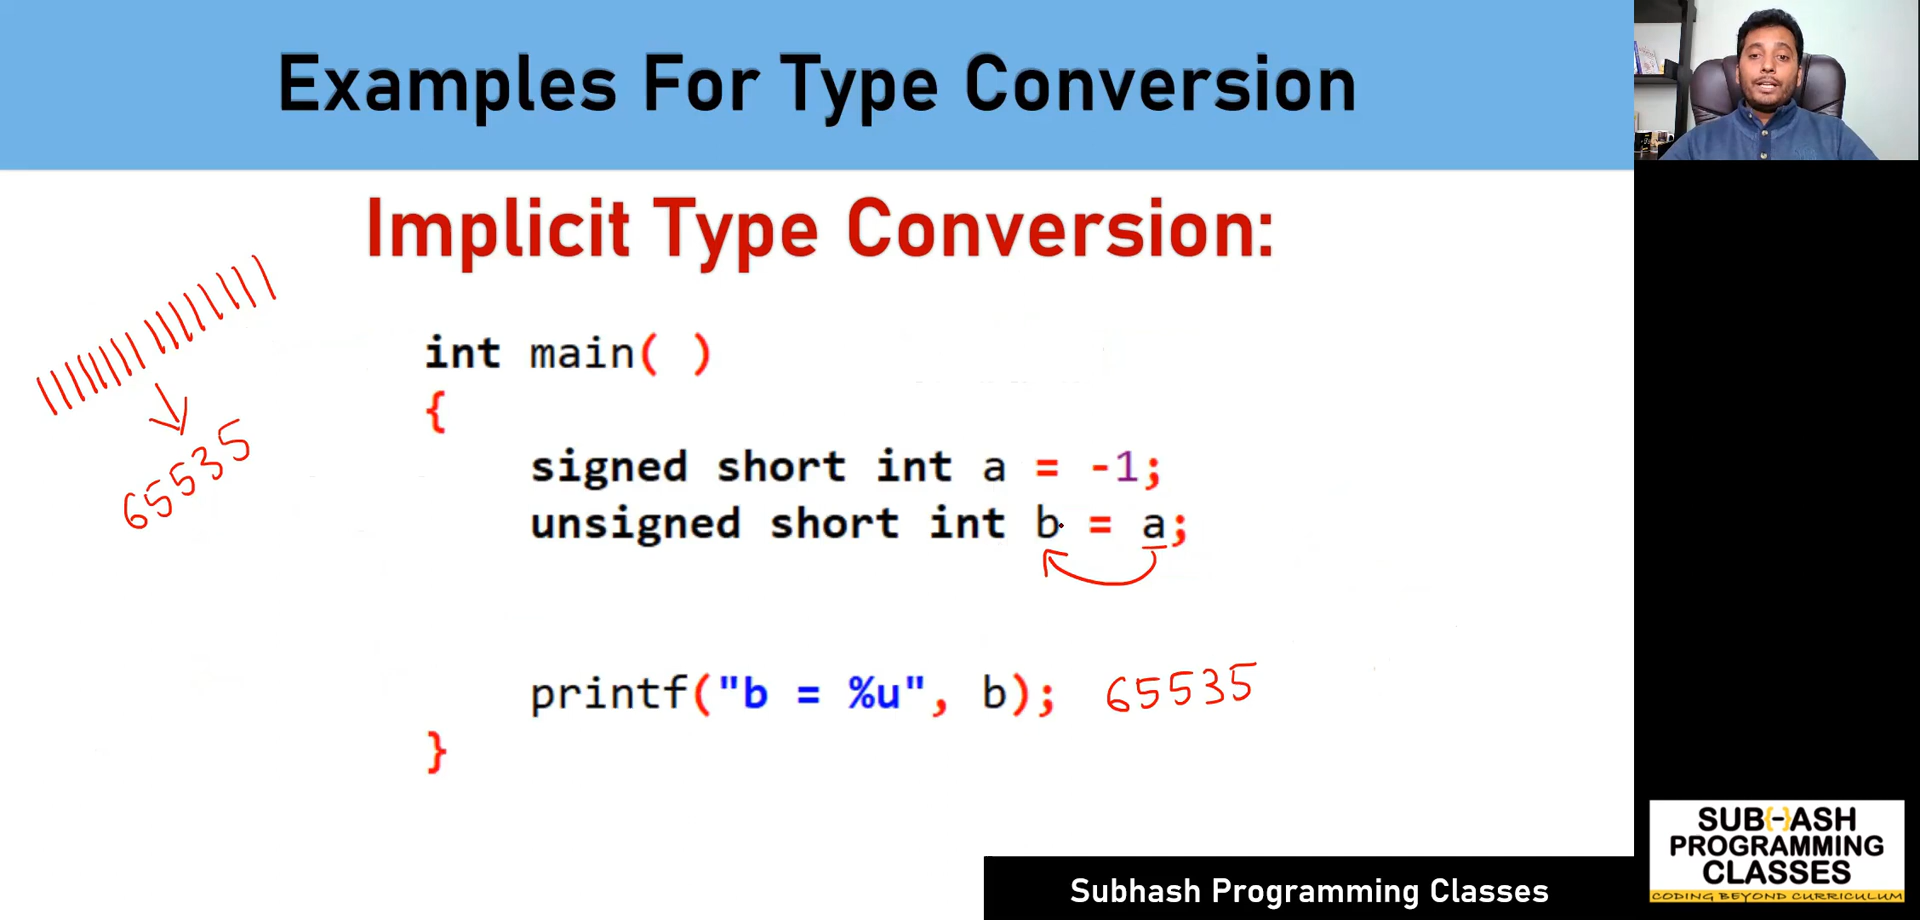 Examples For Type Conversion
Implicit Type Conversion:
int main( )
{
signed short int a = -1;
unsigned short int b = a;
printf("b = %u", b); 65535
}
1111111111111111
65535
Subhash Programming Classes
SUBHASH
PROGRAMMING
CLASSES
CODING BEYOND CURRICULUM